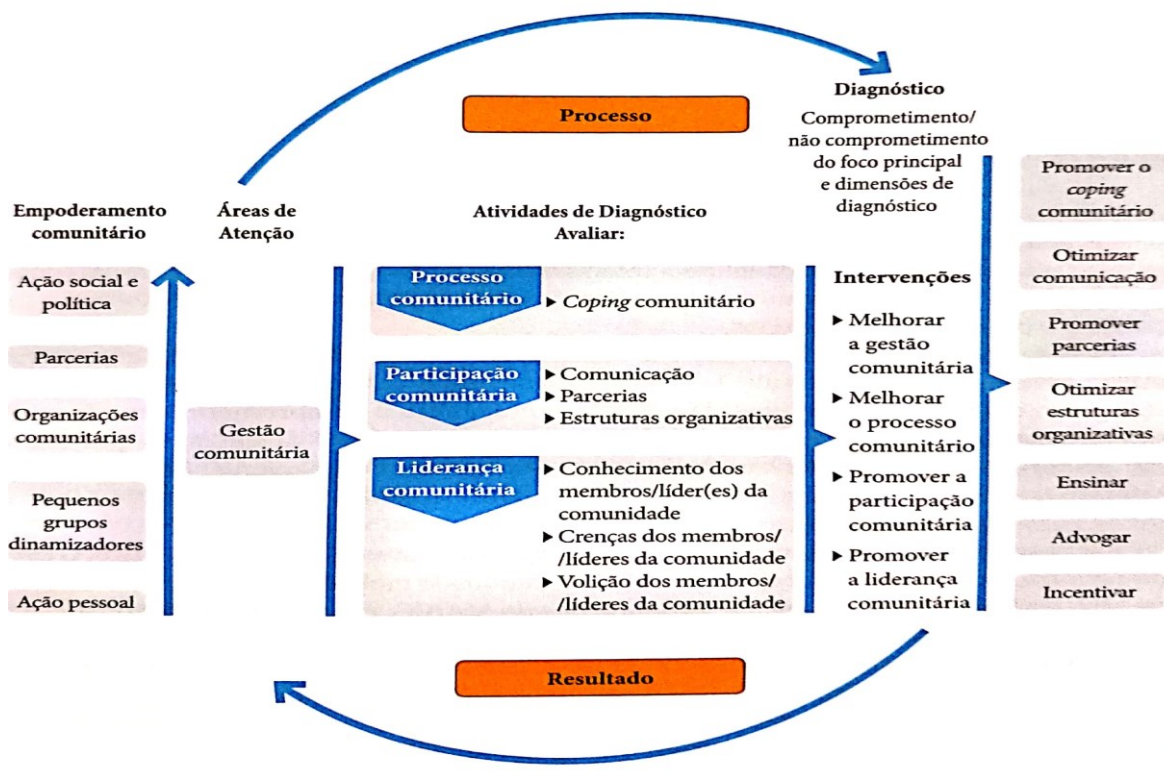 Processo
Diagnóstico
Comprometimento/
não comprometimento
do foco principal
e dimensões de
diagnóstico
Empoderamento
comunitário
Ação social e
política
Parcerias
Organizações
comunitárias
Pequenos
grupos
dinamizadores
Ação pessoal
Áreas de
Atenção
Gestão
comunitária
Atividades de Diagnóstico
Avaliar:
Processo
comunitário
▸ Coping comunitário
Participação
comunitária
▸ Comunicação
▸ Parcerias
▸ Estruturas organizativas
Liderança
comunitária
▸ Conhecimento dos
membros/líder(es) da
comunidade
▸ Crenças dos membros/
/líderes da comunidade
▸ Volição dos membros/
/líderes da comunidade
Intervenções
▸ Melhorar
a gestão
comunitária
▸ Melhorar
o processo
comunitário
▸ Promover a
participação
comunitária
▸ Promover
a liderança
comunitária
Promover o
coping
comunitário
Otimizar
comunicação
Promover
parcerias
Otimizar
estruturas
organizativas
Ensinar
Advogar
Incentivar
Resultado